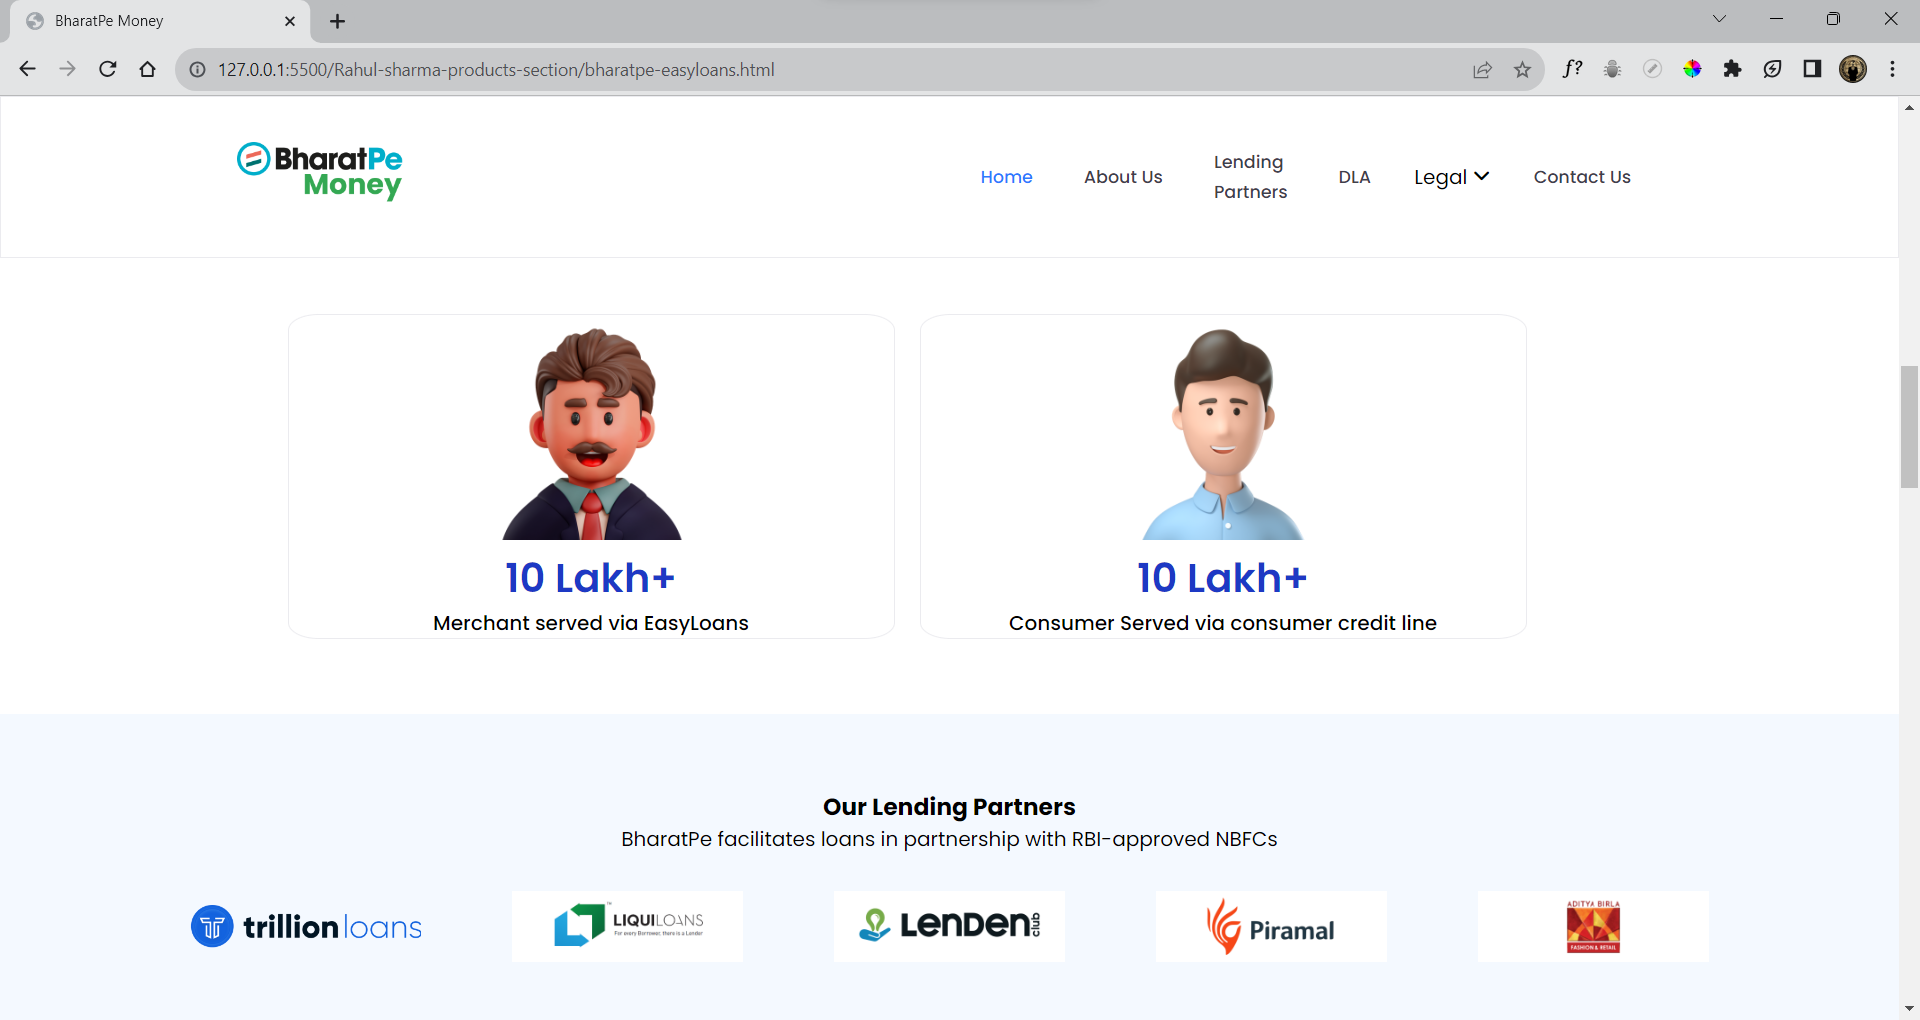 BharatPe Money
127.0.0.1:5500/Rahul-sharma-products-section/bharatpe-easyloans.html
f?
BharatPe
Money
Home
About Us
Lending
Partners
DLA
Legal
Contact Us
10 Lakh+
Merchant served via EasyLoans
10 Lakh+
Consumer Served via consumer credit line
Our Lending Partners
BharatPe facilitates loans in partnership with RBI-approved NBFCs
trillionloans
LIQUILOANS
TM
For every Borrower, there is a Lender
LENDEN
club
Piramal
ADITYA BIRLA
FASHION & RETAIL